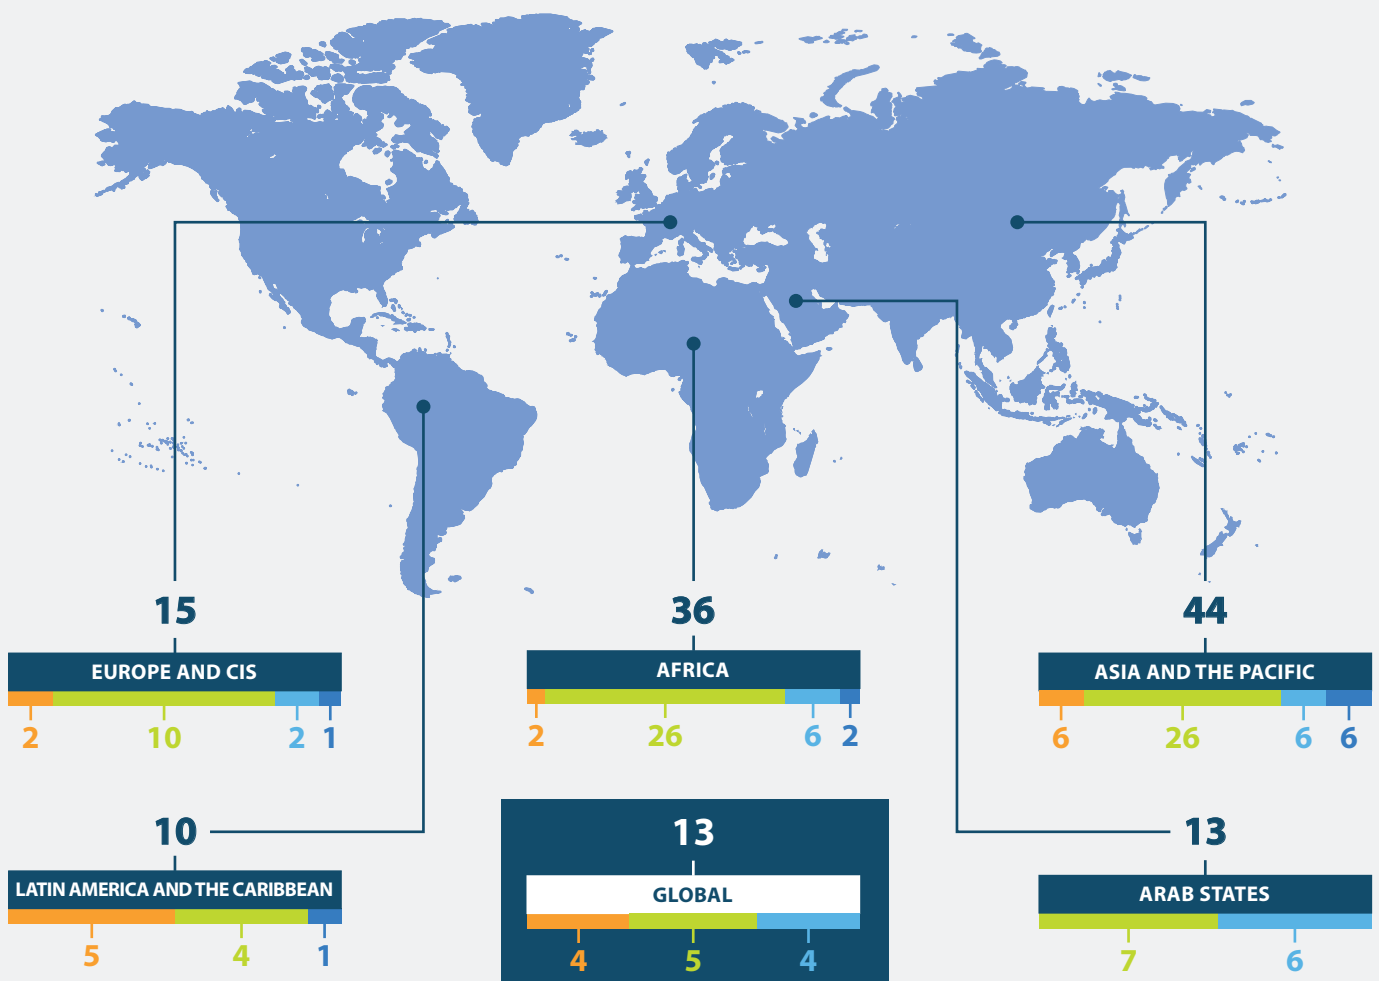 15
EUROPE AND CIS
2 10 2 1
36
AFRICA
2 26 6 2
44
ASIA AND THE PACIFIC
6 26 6 6
10
LATIN AMERICA AND THE CARIBBEAN
5 4 1
13
GLOBAL
4 5 4
13
ARAB STATES
7 6